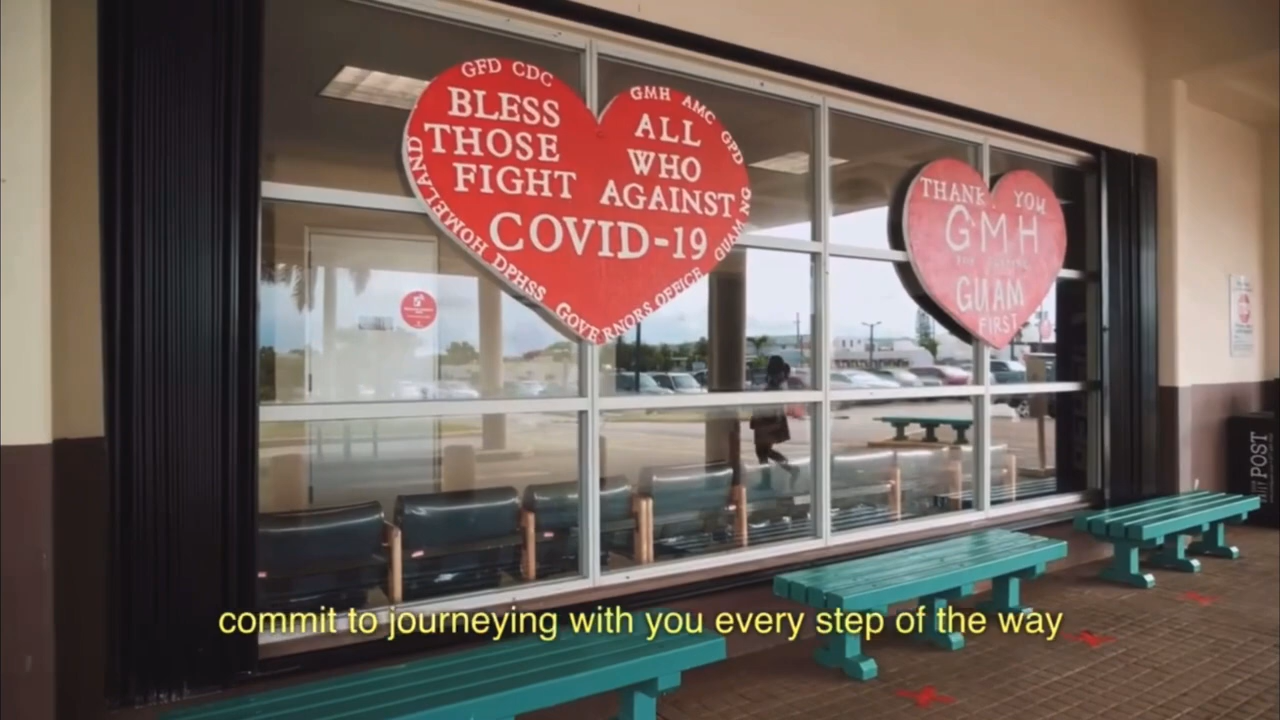 GFD CDC
GMH AMC GPD
BLESS ALL
THOSE WHO
FIGHT AGAINST
COVID-19
HOMELAND DPHSS GOVERNORS OFFICE GUAM NG
THANK YOU
GMH
GUAM
FIRST
POST
commit to journeying with you every step of the way